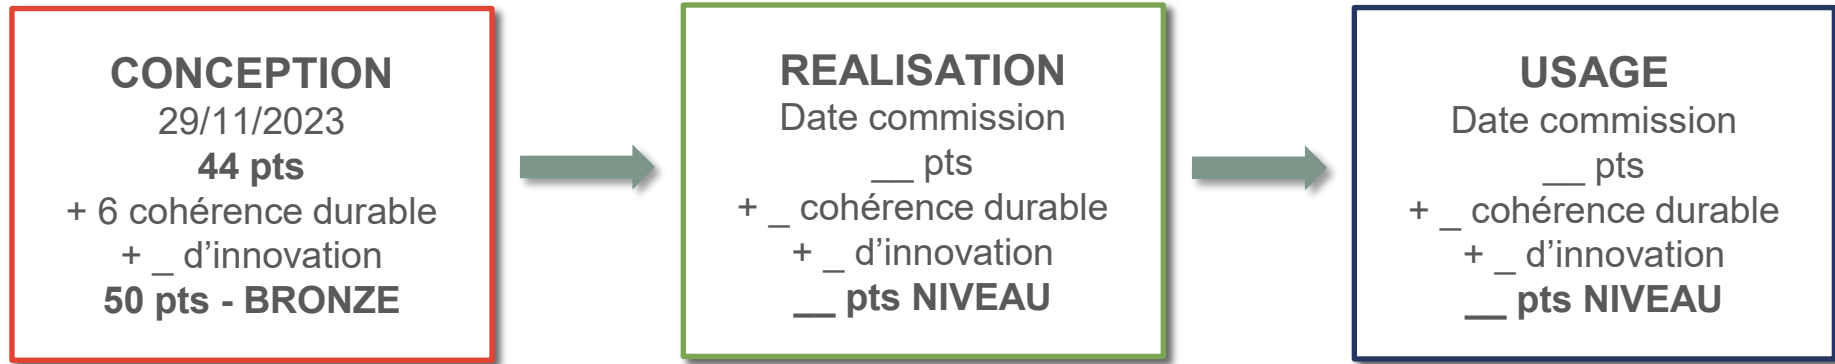 CONCEPTION
29/11/2023
44 pts
+ 6 cohérence durable
+ _ d’innovation
50 pts - BRONZE
REALISATION
Date commission
__ pts
+ _ cohérence durable
+ _ d’innovation
__ pts NIVEAU
USAGE
Date commission
__ pts
+ _ cohérence durable
+ _ d’innovation
__ pts NIVEAU